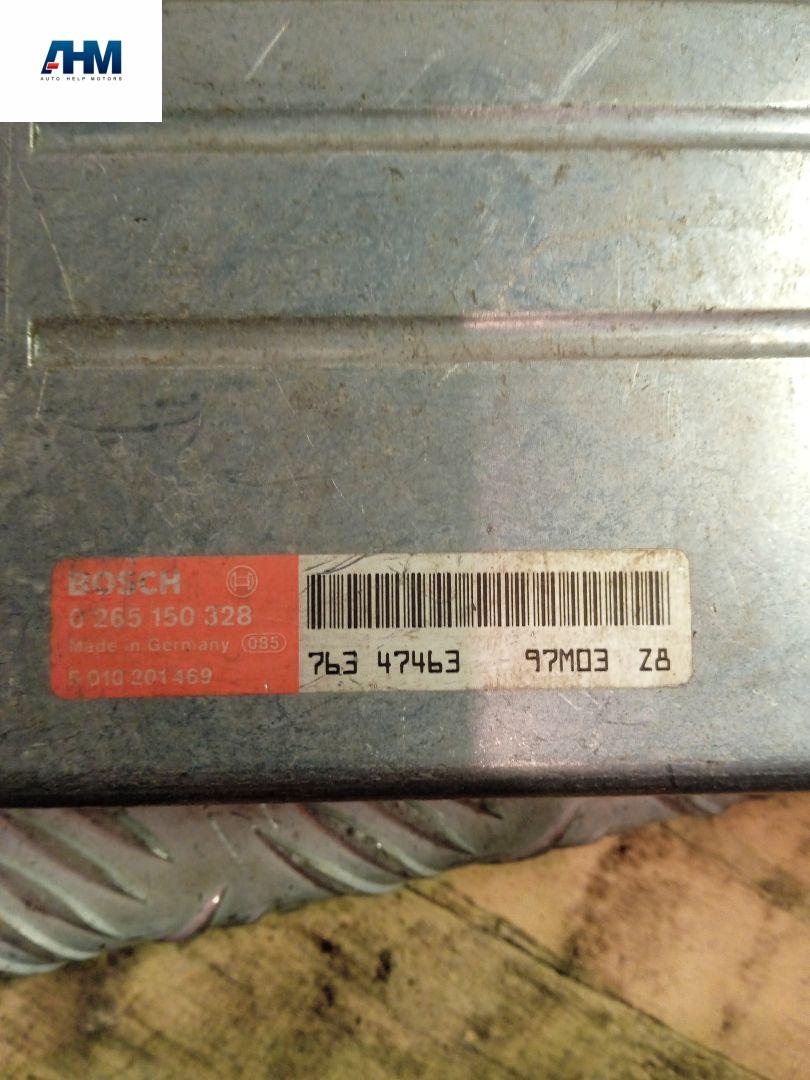 AHM
AUTO HELP MOTORS
BOSCH
0 265 150 328
Made in Germany 035
5 010 201 469
763 47463 97M03 Z8